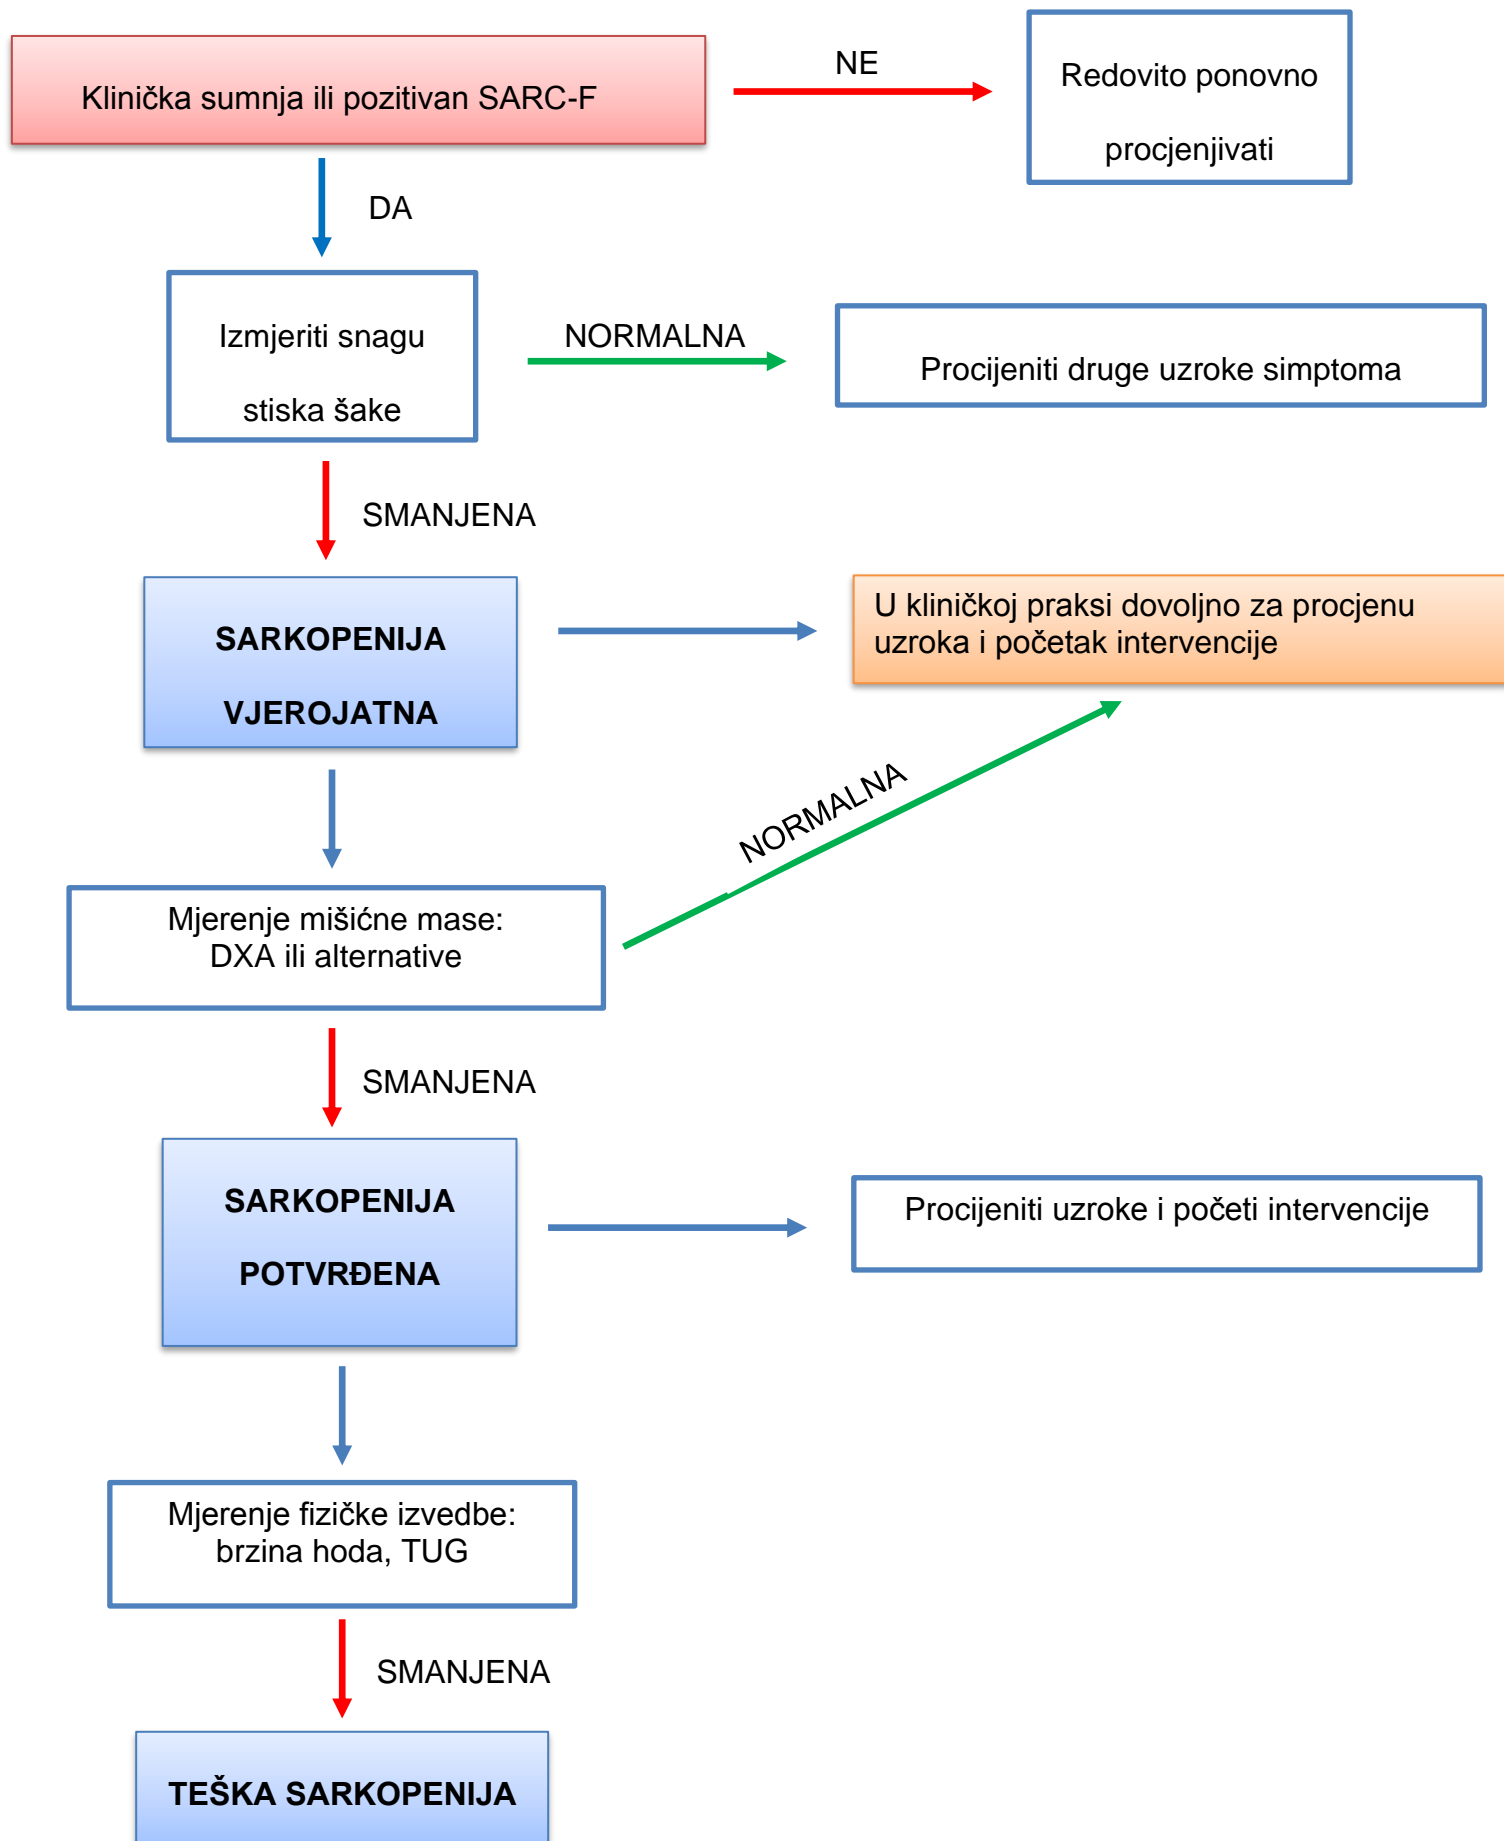 Klinička sumnja ili pozitivan SARC-F
NE
Redovito ponovno
procjenjivati
DA
Izmjeriti snagu
stiska šake
NORMALNA
Procijeniti druge uzroke simptoma
SMANJENA
SARKOPENIJA
VJEROJATNA
U kliničkoj praksi dovoljno za procjenu
uzroka i početak intervencije
NORMALNA
Mjerenje mišićne mase:
DXA ili alternative
SMANJENA
SARKOPENIJA
POTVRĐENA
Procijeniti uzroke i početi intervencije
Mjerenje fizičke izvedbe:
brzina hoda, TUG
SMANJENA
TEŠKA SARKOPENIJA